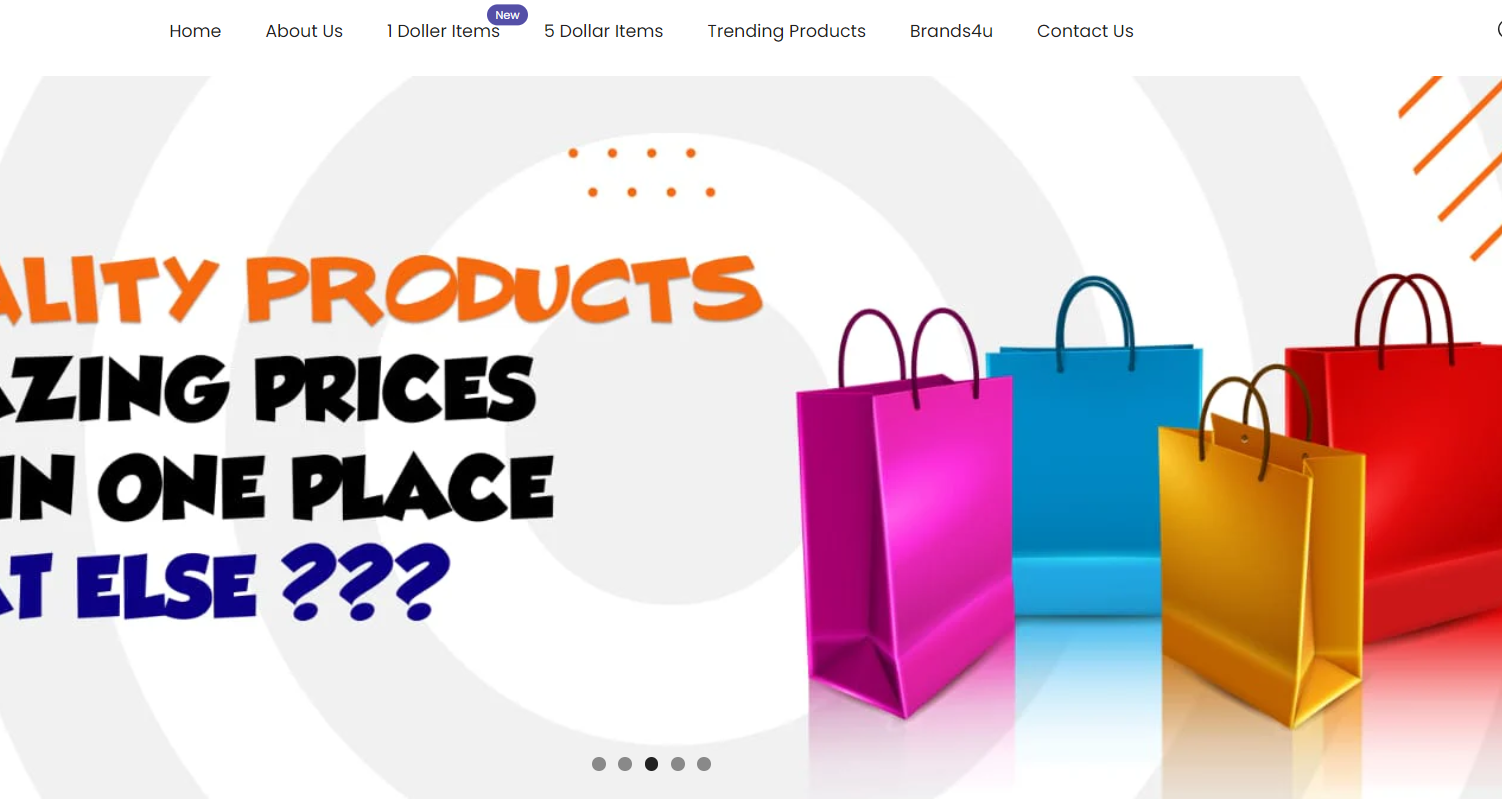 New
Home About Us 1 Doller Items 5 Dollar Items Trending Products Brands4u Contact Us
ALITY PRODUCTS
AZING PRICES
IN ONE PLACE
AT ELSE ???